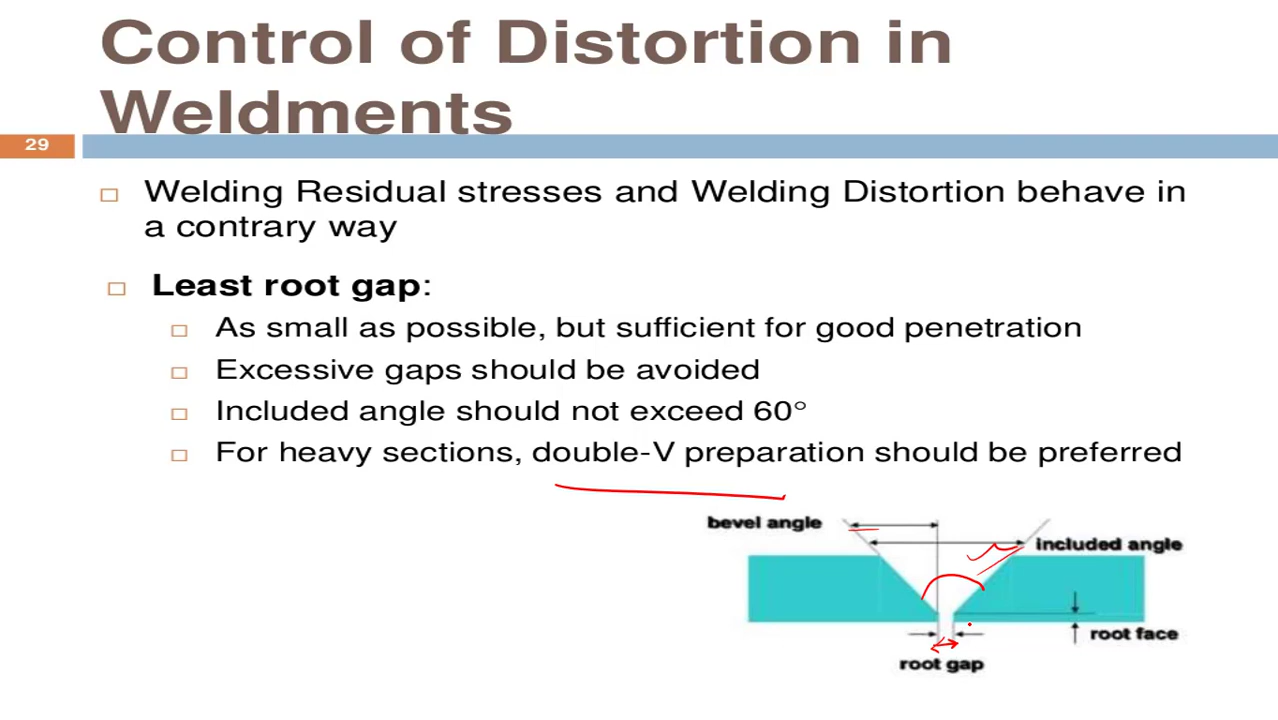 Control of Distortion in
Weldments
29
Welding Residual stresses and Welding Distortion behave in
a contrary way
Least root gap:
As small as possible, but sufficient for good penetration
Excessive gaps should be avoided
Included angle should not exceed 60°
For heavy sections, double-V preparation should be preferred
bevel angle
included angle
root face
root gap